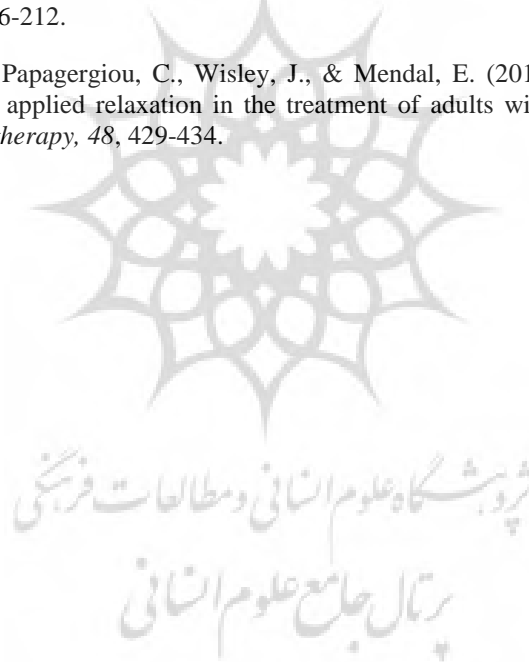 6-212.
Papagergiou, C., Wisley, J., & Mendal, E. (201
applied relaxation in the treatment of adults wi
therapy, 48, 429-434.
پژوهشگاه علوم انسانی و مطالعات فرهنگی
پرتال جامع علوم انسانی